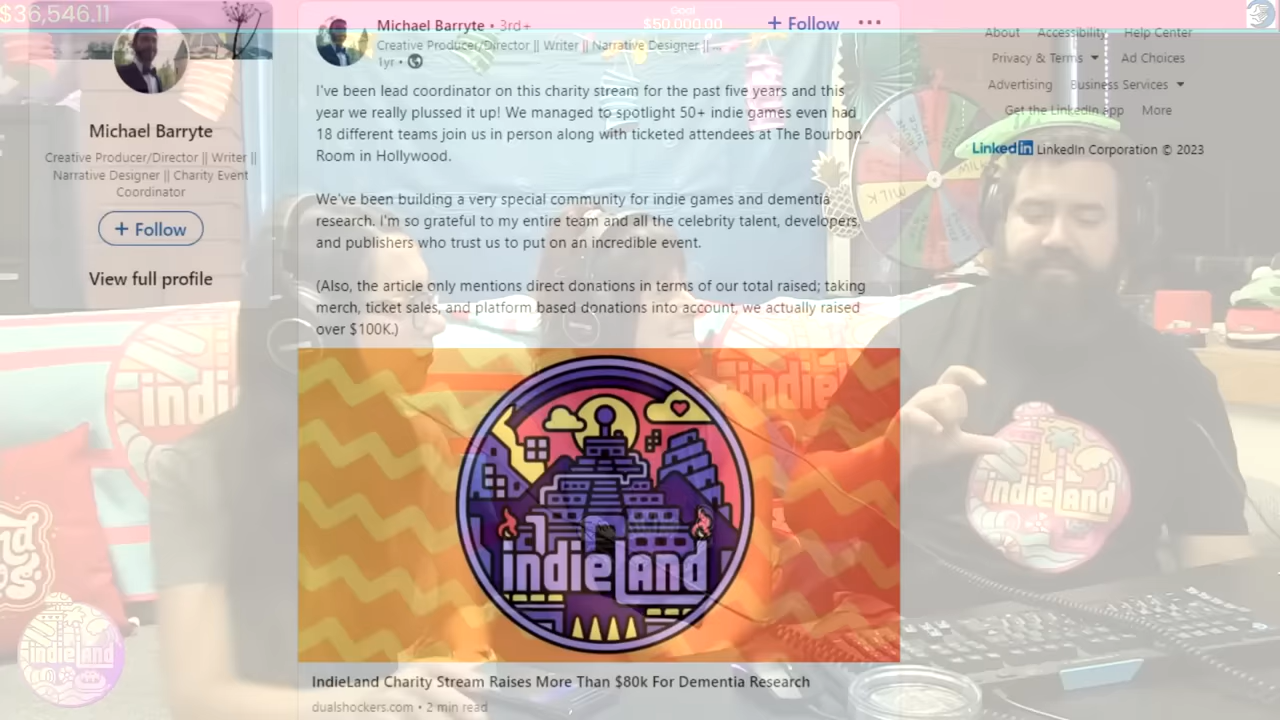 $36,546.11
Goal
$50,000.00
Michael Barryte
Creative Producer/Director || Writer ||
Narrative Designer || Charity Event
Coordinator
+ Follow
View full profile
Michael Barryte • 3rd+
+ Follow
Creative Producer/Director || Writer || Narrative Designer || ...
1yr •
I've been lead coordinator on this charity stream for the past five years and this
year we really plussed it up! We managed to spotlight 50+ indie games even had
18 different teams join us in person along with ticketed attendees at The Bourbon
Room in Hollywood.
We've been building a very special community for indie games and dementia
research. I'm so grateful to my entire team and all the celebrity talent, developers,
and publishers who trust us to put on an incredible event.
(Also, the article only mentions direct donations in terms of our total raised; taking
merch, ticket sales, and platform based donations into account, we actually raised
over $100K.)
indieland
IndieLand Charity Stream Raises More Than $80k For Dementia Research
dualshockers.com • 2 min read
About Accessibility Help Center
Privacy & Terms Ad Choices
Advertising Business Services
Get the LinkedIn app More
LinkedIn LinkedIn Corporation © 2023
MILK
indie
indie
indieland
indieland